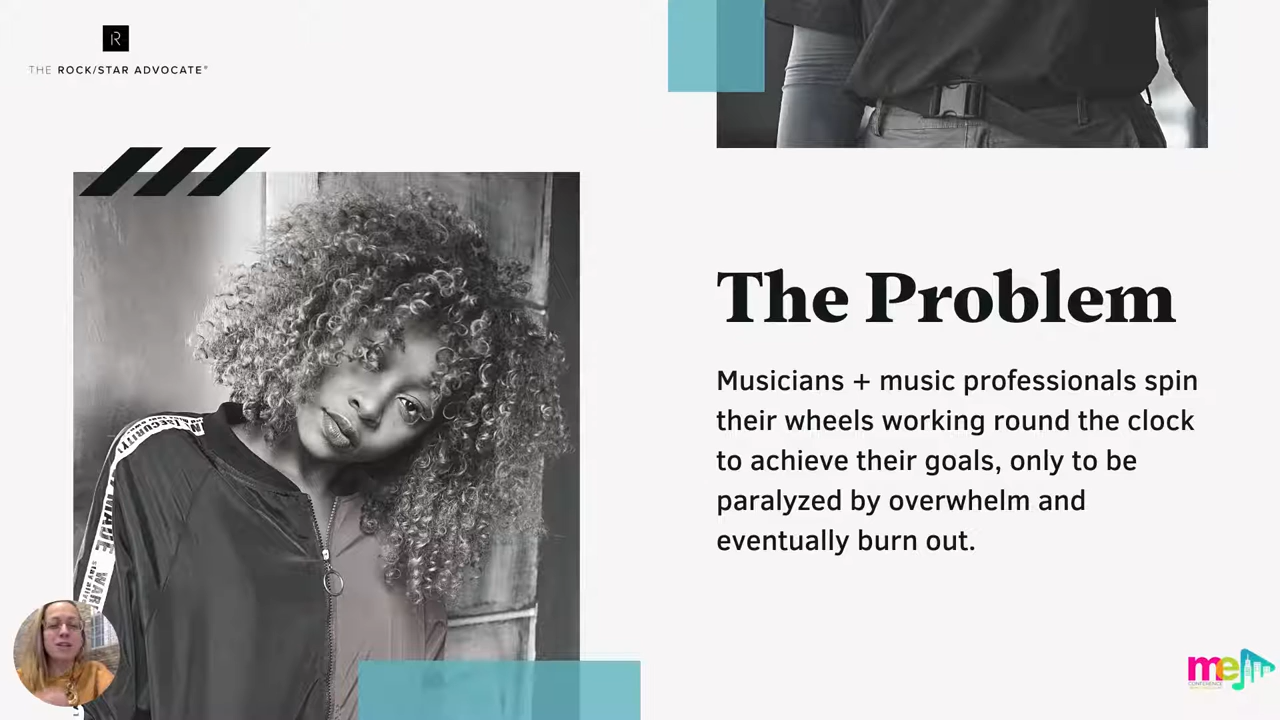 R
THE ROCK/STAR ADVOCATE®
The Problem
Musicians + music professionals spin
their wheels working round the clock
to achieve their goals, only to be
paralyzed by overwhelm and
eventually burn out.
me
CONFERENCE